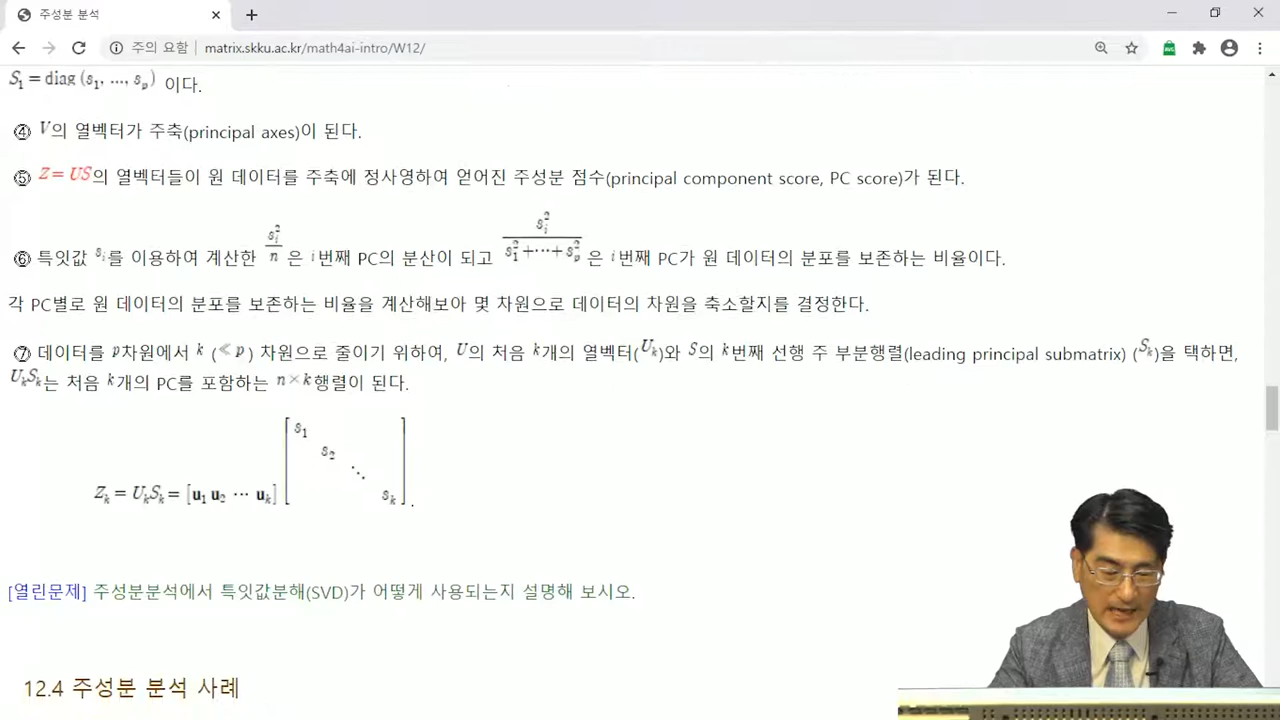 주성분 분석
주의 요함 matrix.skku.ac.kr/math4ai-intro/W12/
S₁ = diag (s₁, ..., sₚ) 이다.
④ V의 열벡터가 주축(principal axes)이 된다.
⑤ Z = US의 열벡터들이 원 데이터를 주축에 정사영하여 얻어진 주성분 점수(principal component score, PC score)가 된다.
⑥ 특잇값 sᵢ를 이용하여 계산한 sᵢ²/n 은 i번째 PC의 분산이 되고 sᵢ²/(s₁²+⋯+sₚ²) 은 i번째 PC가 원 데이터의 분포를 보존하는 비율이다.
각 PC별로 원 데이터의 분포를 보존하는 비율을 계산해보아 몇 차원으로 데이터의 차원을 축소할지를 결정한다.
⑦ 데이터를 p차원에서 k (≪ p) 차원으로 줄이기 위하여, U의 처음 k개의 열벡터(Uₖ)와 S의 k번째 선행 주 부분행렬(leading principal submatrix) (Sₖ)을 택하면,
UₖSₖ는 처음 k개의 PC를 포함하는 n×k행렬이 된다.
Zₖ = UₖSₖ = [u₁ u₂ ⋯ uₖ] [s₁ s₂ ⋱ sₖ] .
[열린문제] 주성분분석에서 특잇값분해(SVD)가 어떻게 사용되는지 설명해 보시오.
12.4 주성분 분석 사례